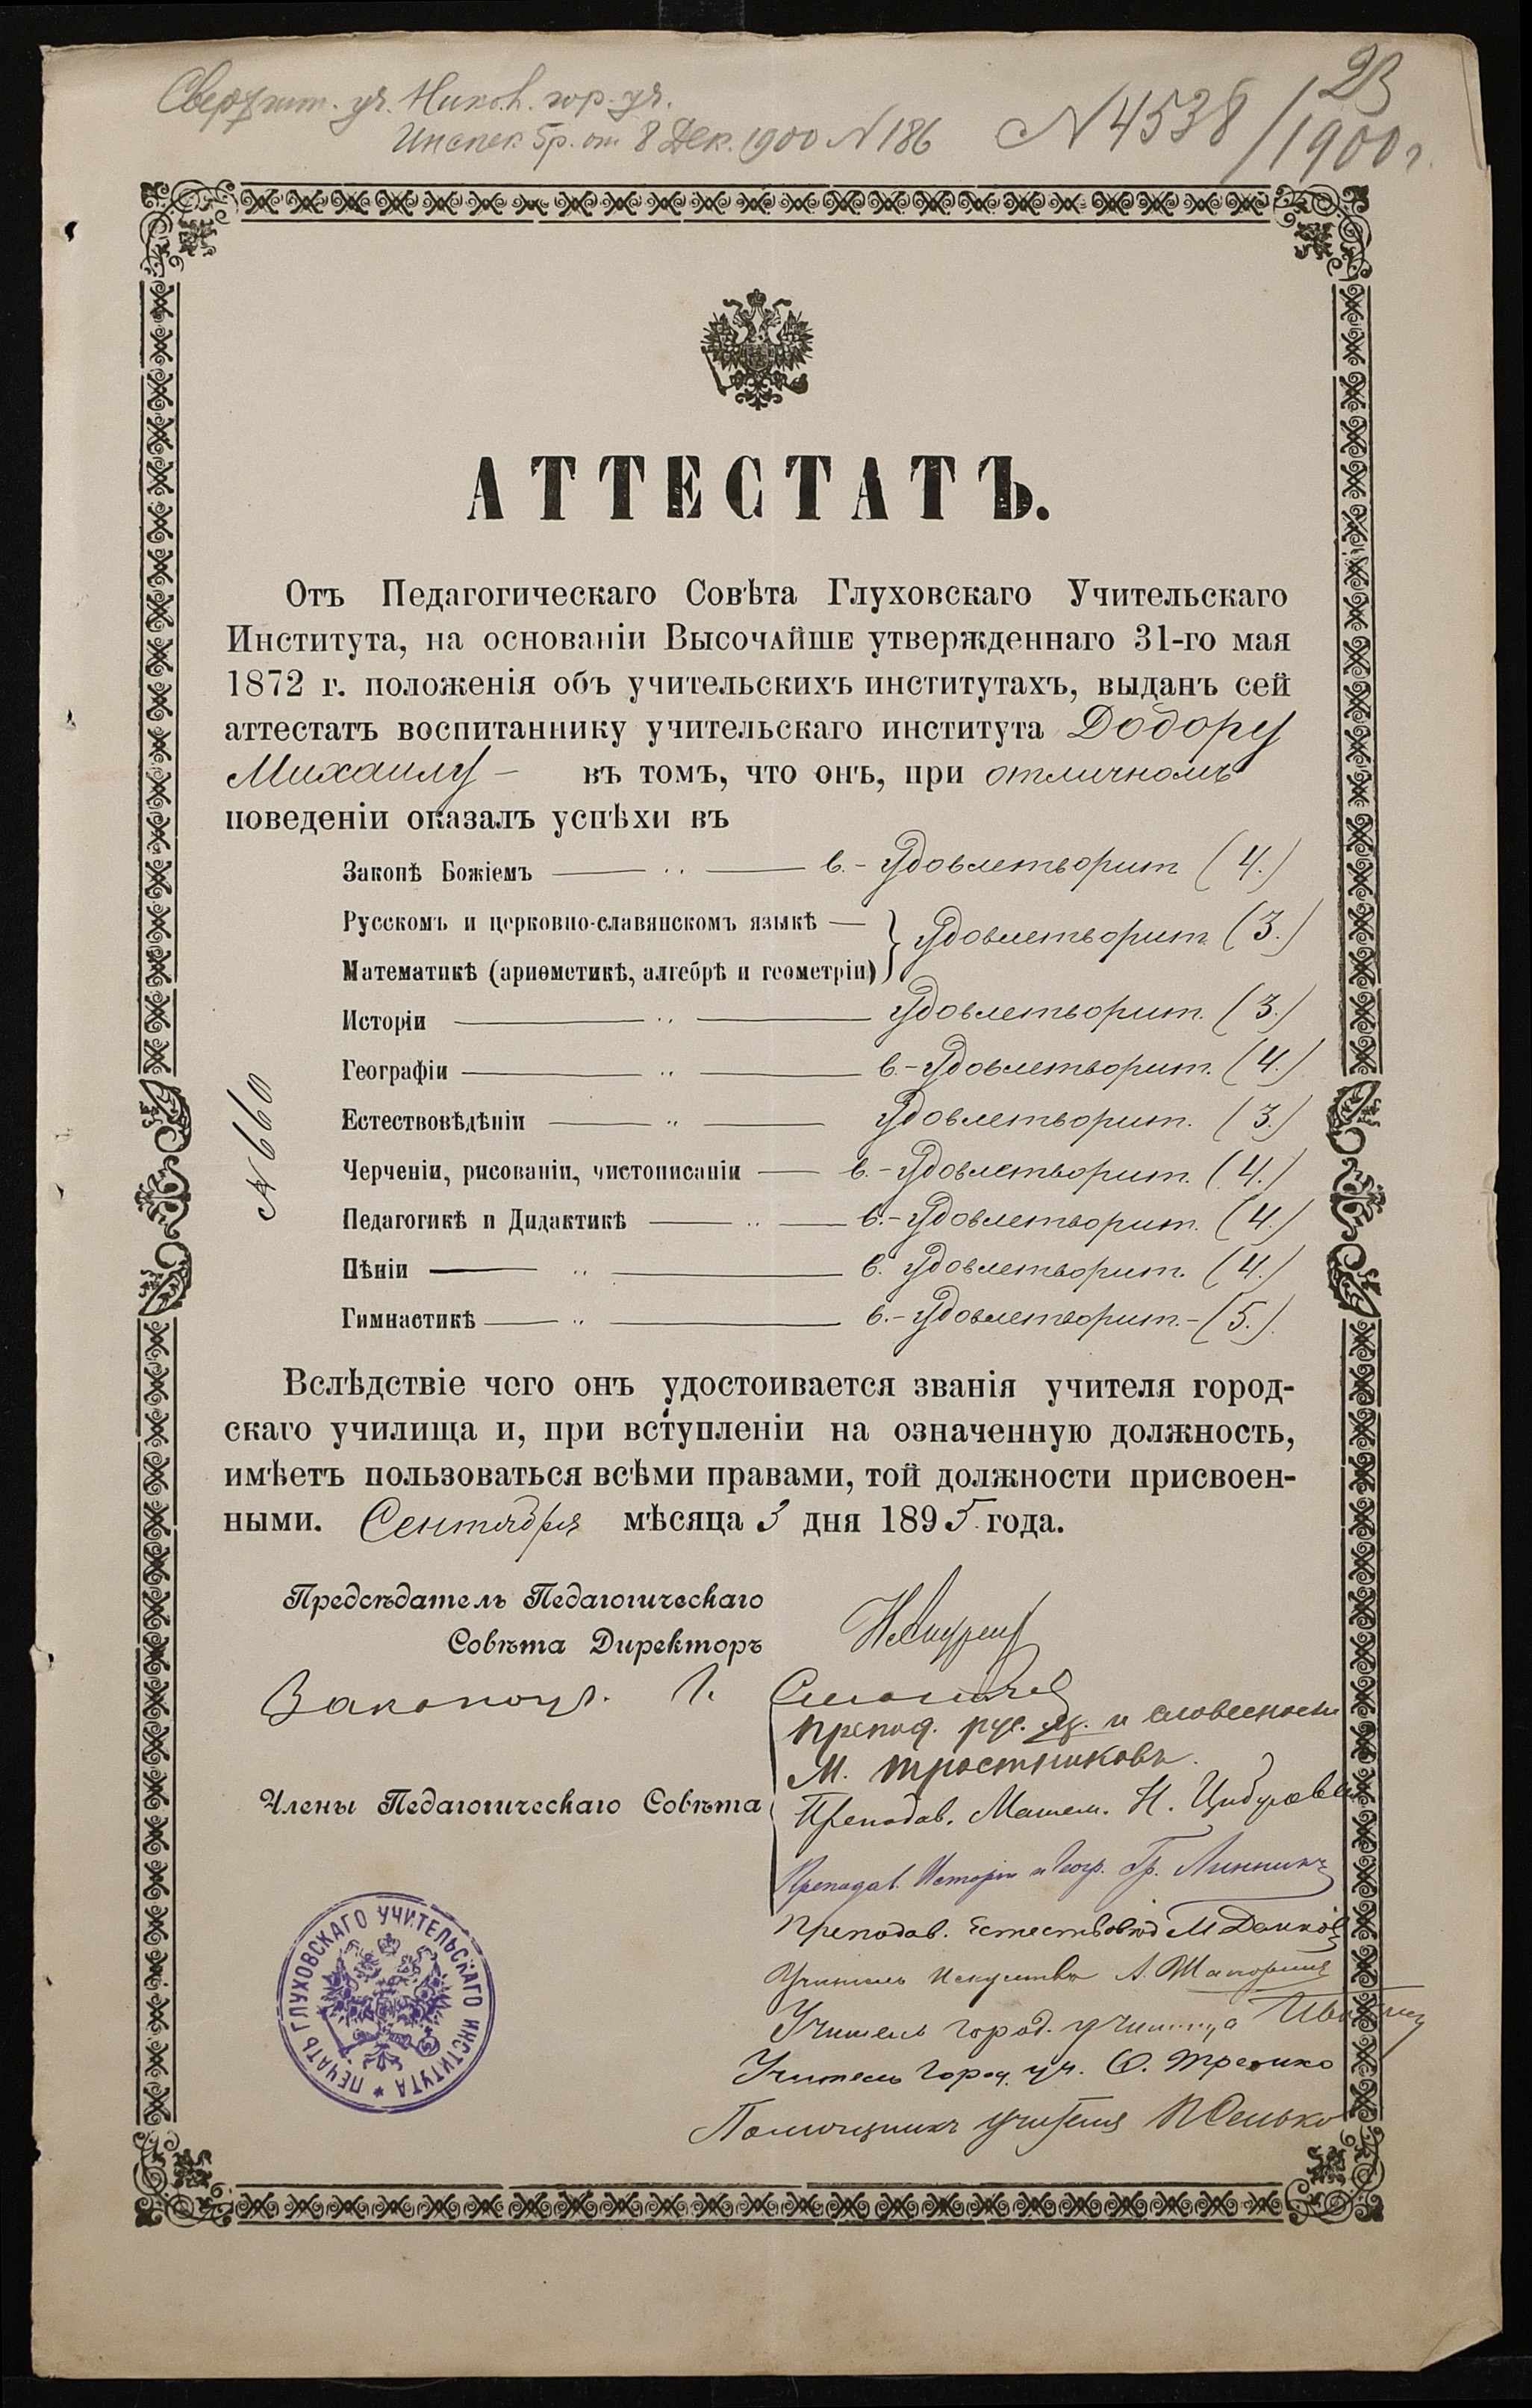 Сверхшт. уч. Никол. гор. уч.
Инспек. бр. от 8 Дек. 1900 N 186
N 4538/1900 г.
23
АТТЕСТАТЪ.
Отъ Педагогическаго Совѣта Глуховскаго Учительскаго
Института, на основаніи Высочайше утвержденнаго 31-го мая
1872 г. положенія объ учительскихъ институтахъ, выданъ сей
аттестатъ воспитаннику учительскаго института Додору
Михаилу – въ томъ, что онъ, при отличномъ
поведеніи оказалъ успѣхи въ
Законѣ Божіемъ в.- удовлетворит. (4.)
Русскомъ и церковно-славянскомъ языкѣ — } удовлетворит. (3.)
Математикѣ (ариѳметикѣ, алгебрѣ и геометріи)
Исторіи удовлетворит. (3.)
Географіи в.-удовлетворит. (4.)
Естествовѣдѣніи удовлетворит. (3.)
Черченіи, рисованіи, чистописаніи — в.-удовлетворит. (4.)
Педагогикѣ и Дидактикѣ в.-удовлетворит. (4.)
Пѣніи в. удовлетворит. (4.)
Гимнастикѣ в.-удовлетворит.-(5.)
N 660
Вслѣдствіе чего онъ удостоивается званія учителя город-
скаго училища и, при вступленіи на означенную должность,
имѣетъ пользоваться всѣми правами, той должности присвоен-
ными. Сентября мѣсяца 3 дня 1895 года.
Предсѣдатель Педагогическаго
Совѣта Директоръ
Законоуч.
Препод. рус. яз. и словесности
М. Тростниковъ.
Члены Педагогическаго Совѣта
Преподав. Матем. Н.
Преподав. Исторіи и Геогр. Гр. Линникъ
Преподав. Естествовѣд М
Учитель Искуства А.
Учитель город. училища
Учитель Город. уч.
Помощникъ учителя
ПЕЧАТЬ ГЛУХОВСКАГО УЧИТЕЛЬСКАГО ИНСТИТУТА *